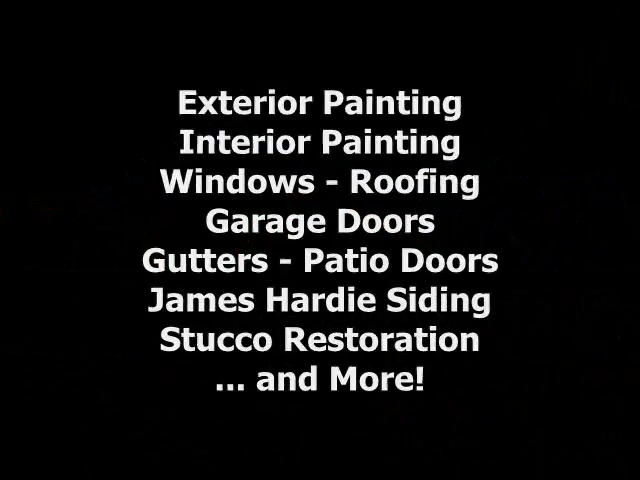 Exterior Painting
Interior Painting
Windows - Roofing
Garage Doors
Gutters - Patio Doors
James Hardie Siding
Stucco Restoration
... and More!